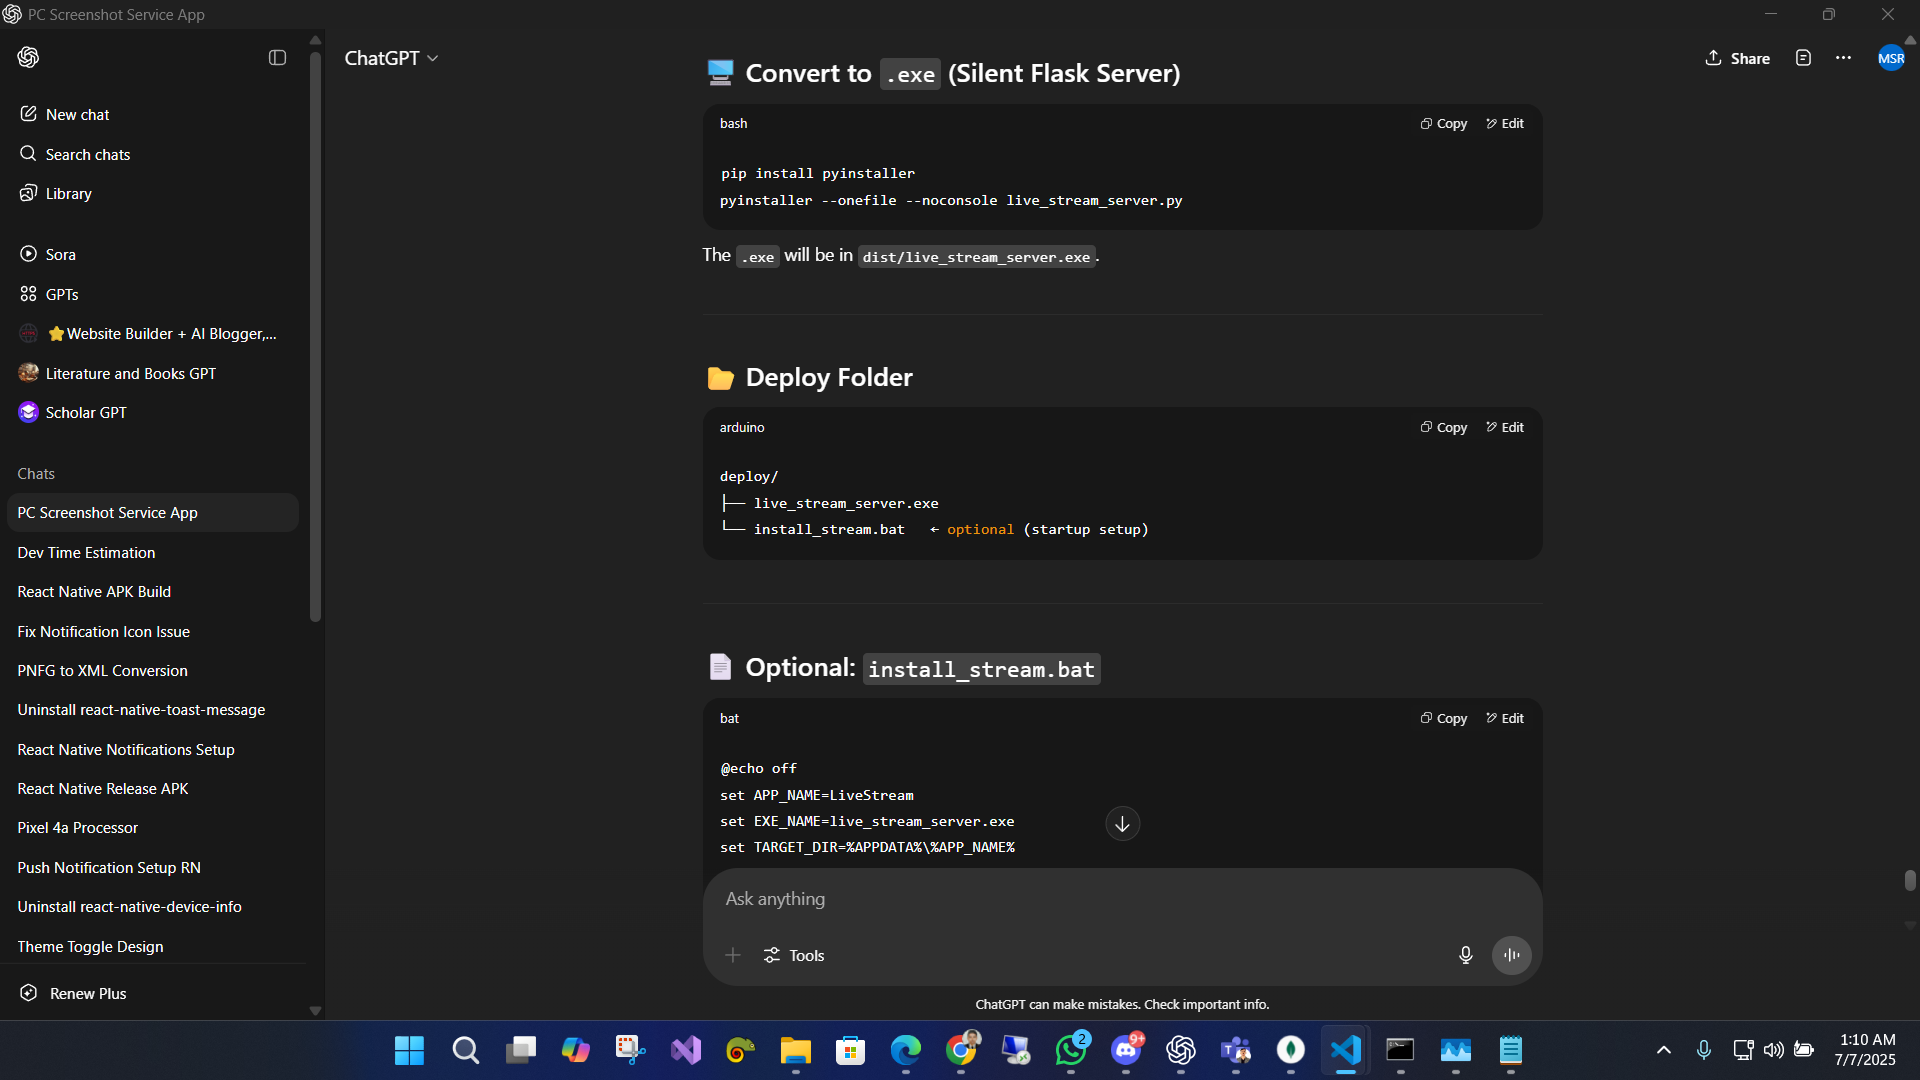 PC Screenshot Service App
New chat
Search chats
Library
Sora
GPTs
⭐Website Builder + AI Blogger,...
Literature and Books GPT
Scholar GPT
Chats
PC Screenshot Service App
Dev Time Estimation
React Native APK Build
Fix Notification Icon Issue
PNFG to XML Conversion
Uninstall react-native-toast-message
React Native Notifications Setup
React Native Release APK
Pixel 4a Processor
Push Notification Setup RN
Uninstall react-native-device-info
Theme Toggle Design
Renew Plus
ChatGPT
Share
MSR
Convert to .exe (Silent Flask Server)
bash
Copy Edit
pip install pyinstaller
pyinstaller --onefile --noconsole live_stream_server.py
The .exe will be in dist/live_stream_server.exe.
Deploy Folder
arduino
Copy Edit
deploy/
├── live_stream_server.exe
└── install_stream.bat ← optional (startup setup)
Optional: install_stream.bat
bat
Copy Edit
@echo off
set APP_NAME=LiveStream
set EXE_NAME=live_stream_server.exe
set TARGET_DIR=%APPDATA%\%APP_NAME%
Ask anything
Tools
ChatGPT can make mistakes. Check important info.
2
9+
1:10 AM
7/7/2025